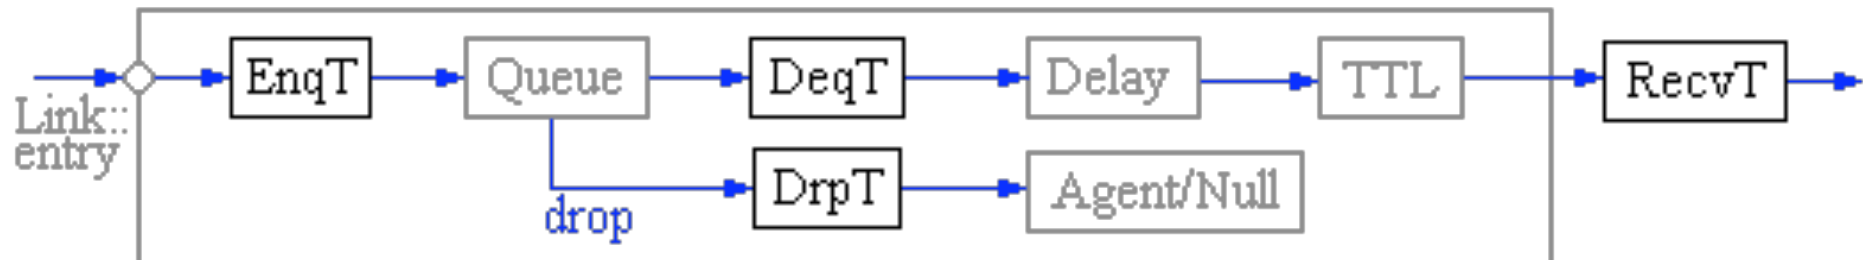 EnqT
Queue
DeqT
Delay
TTL
RecvT
Link::
entry
DrpT
Agent/Null
drop